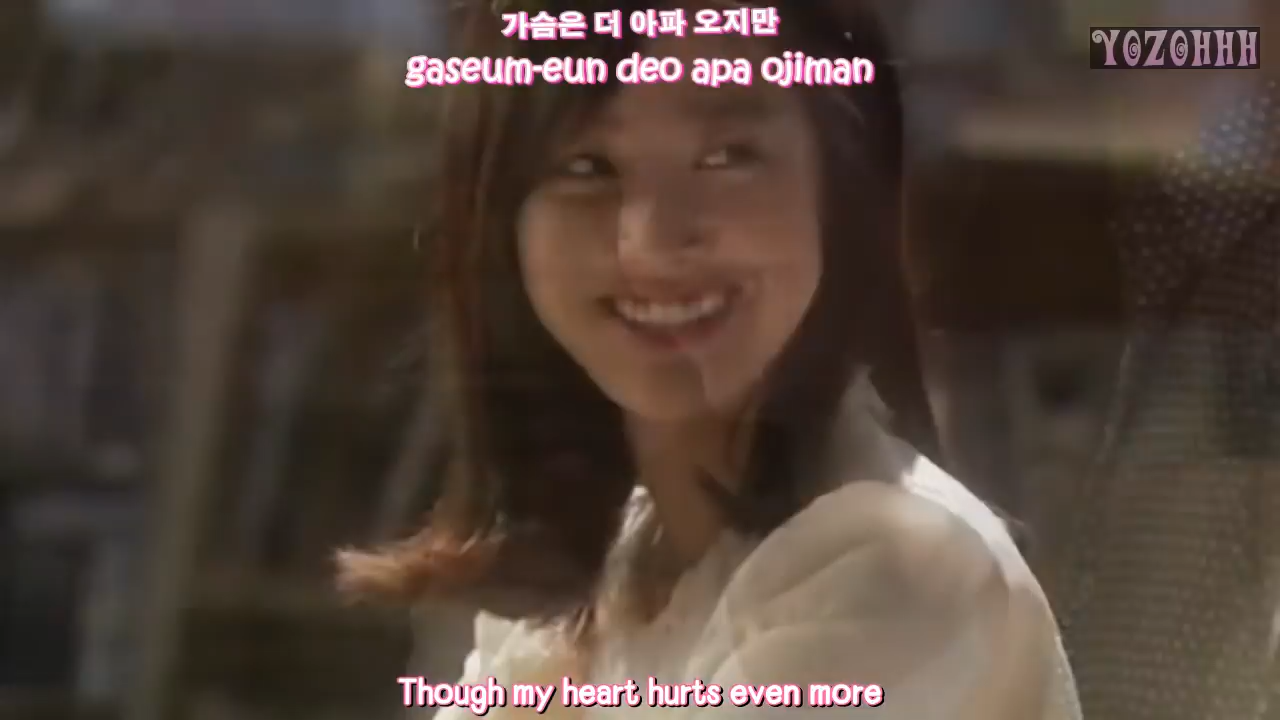 가슴은 더 아파 오지만
gaseum-eun deo apa ojiman
YOZOHHH
Though my heart hurts even more